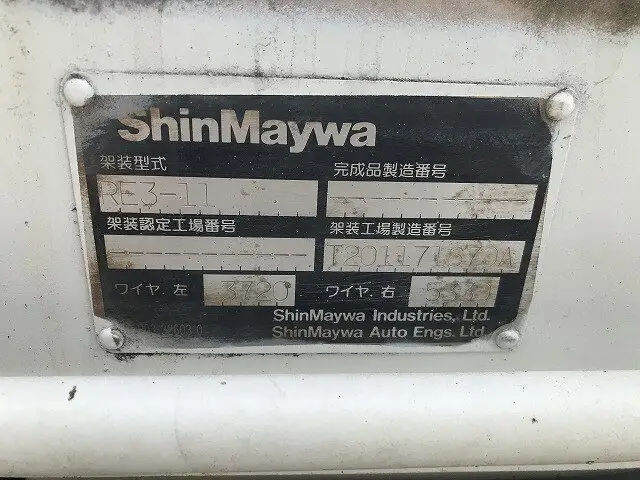 ShinMaywa
架装型式 完成品製造番号
RE3-11 ----------
架装認定工場番号 架装工場製造番号
----------
ワイヤ.左 3720 ワイヤ.右
ShinMaywa Industries, Ltd.
ShinMaywa Auto Engs. Ltd.